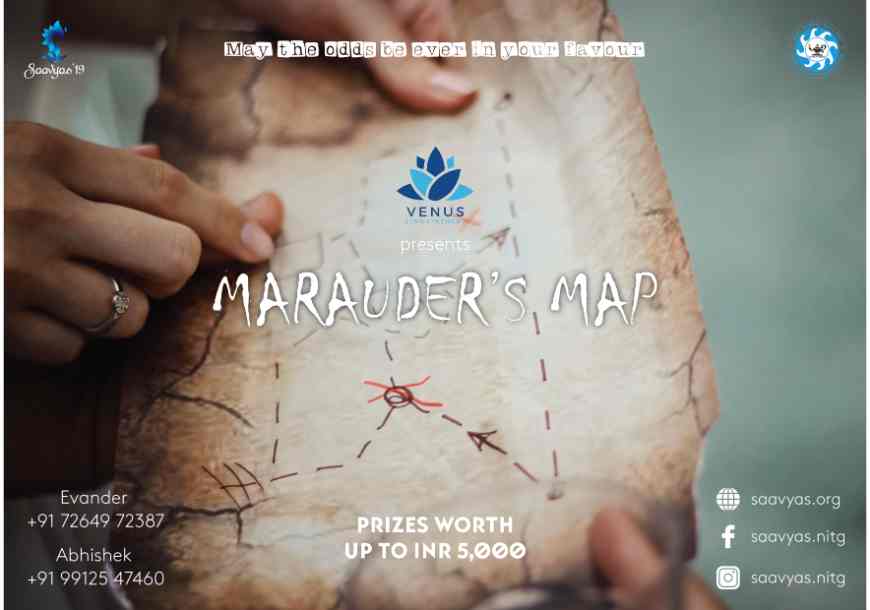 May the odds be ever in your favour
Saavyas'19
VENUS
presents
MARAUDER'S MAP
Evander
+91 72649 72387
Abhishek
+91 99125 47460
PRIZES WORTH
UP TO INR 5,000
saavyas.org
saavyas.nitg
saavyas.nitg